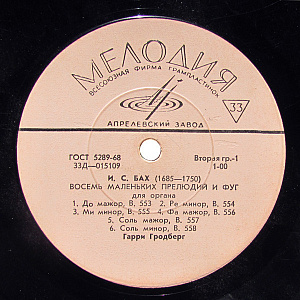 МЕЛОДИЯ
ВСЕСОЮЗНАЯ ФИРМА ГРАМПЛАСТИНОК
33
АПРЕЛЕВСКИЙ ЗАВОД
ГОСТ 5289-68
Вторая гр.-1
33Д—015109
1-00
И. С. БАХ (1685—1750)
ВОСЕМЬ МАЛЕНЬКИХ ПРЕЛЮДИЙ И ФУГ
для органа
1. До мажор, В. 553 2. Ре минор, В. 554
3. Ми минор, В. 555 4. Фа мажор, В. 556
5. Соль мажор, В. 557
6. Соль минор, В. 558
Гарри Гродберг